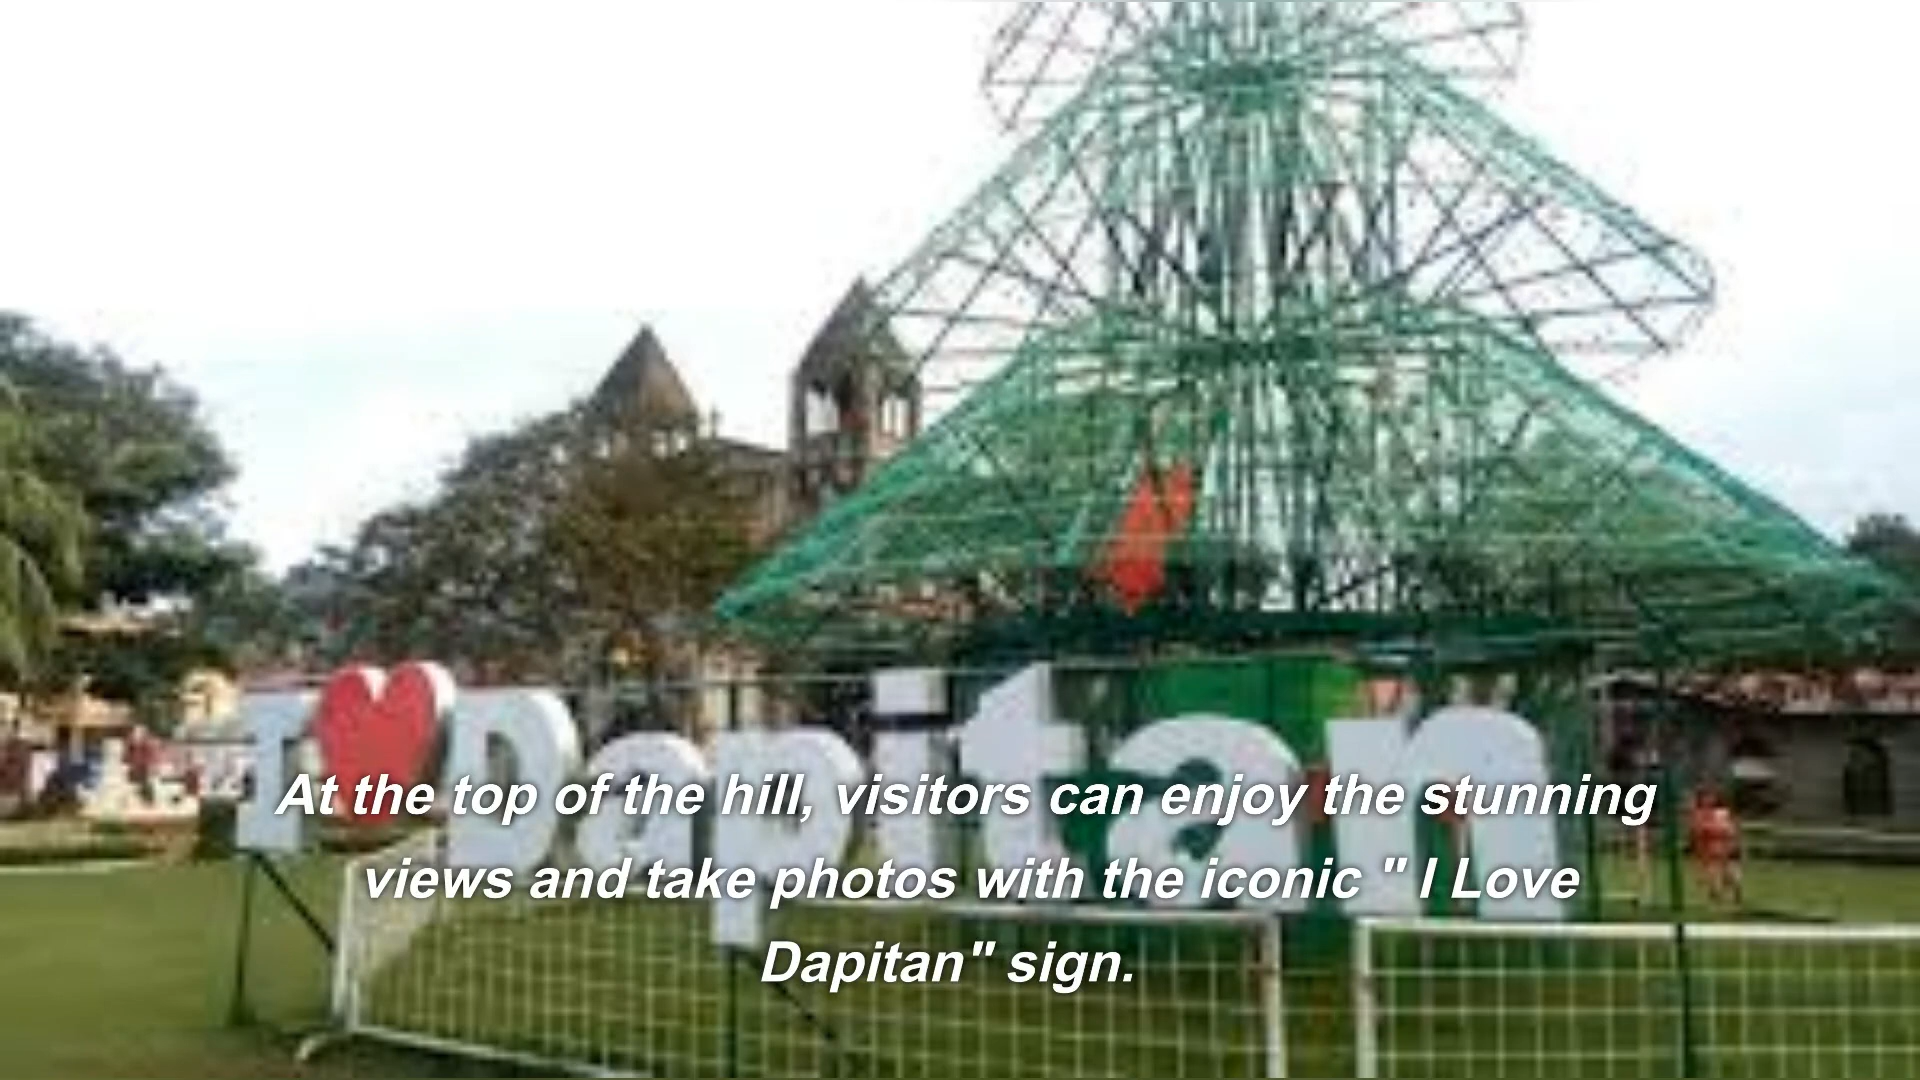 I ♥ Dapitan
At the top of the hill, visitors can enjoy the stunning
views and take photos with the iconic " I Love
Dapitan" sign.